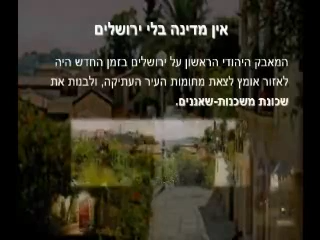 אין מדינה בלי ירושלים
המאבק היהודי הראשון על ירושלים בזמן החדש היה
לאזור אומץ לצאת מחומות העיר העתיקה, ולבנות את
שכונת משכנות-שאננים.